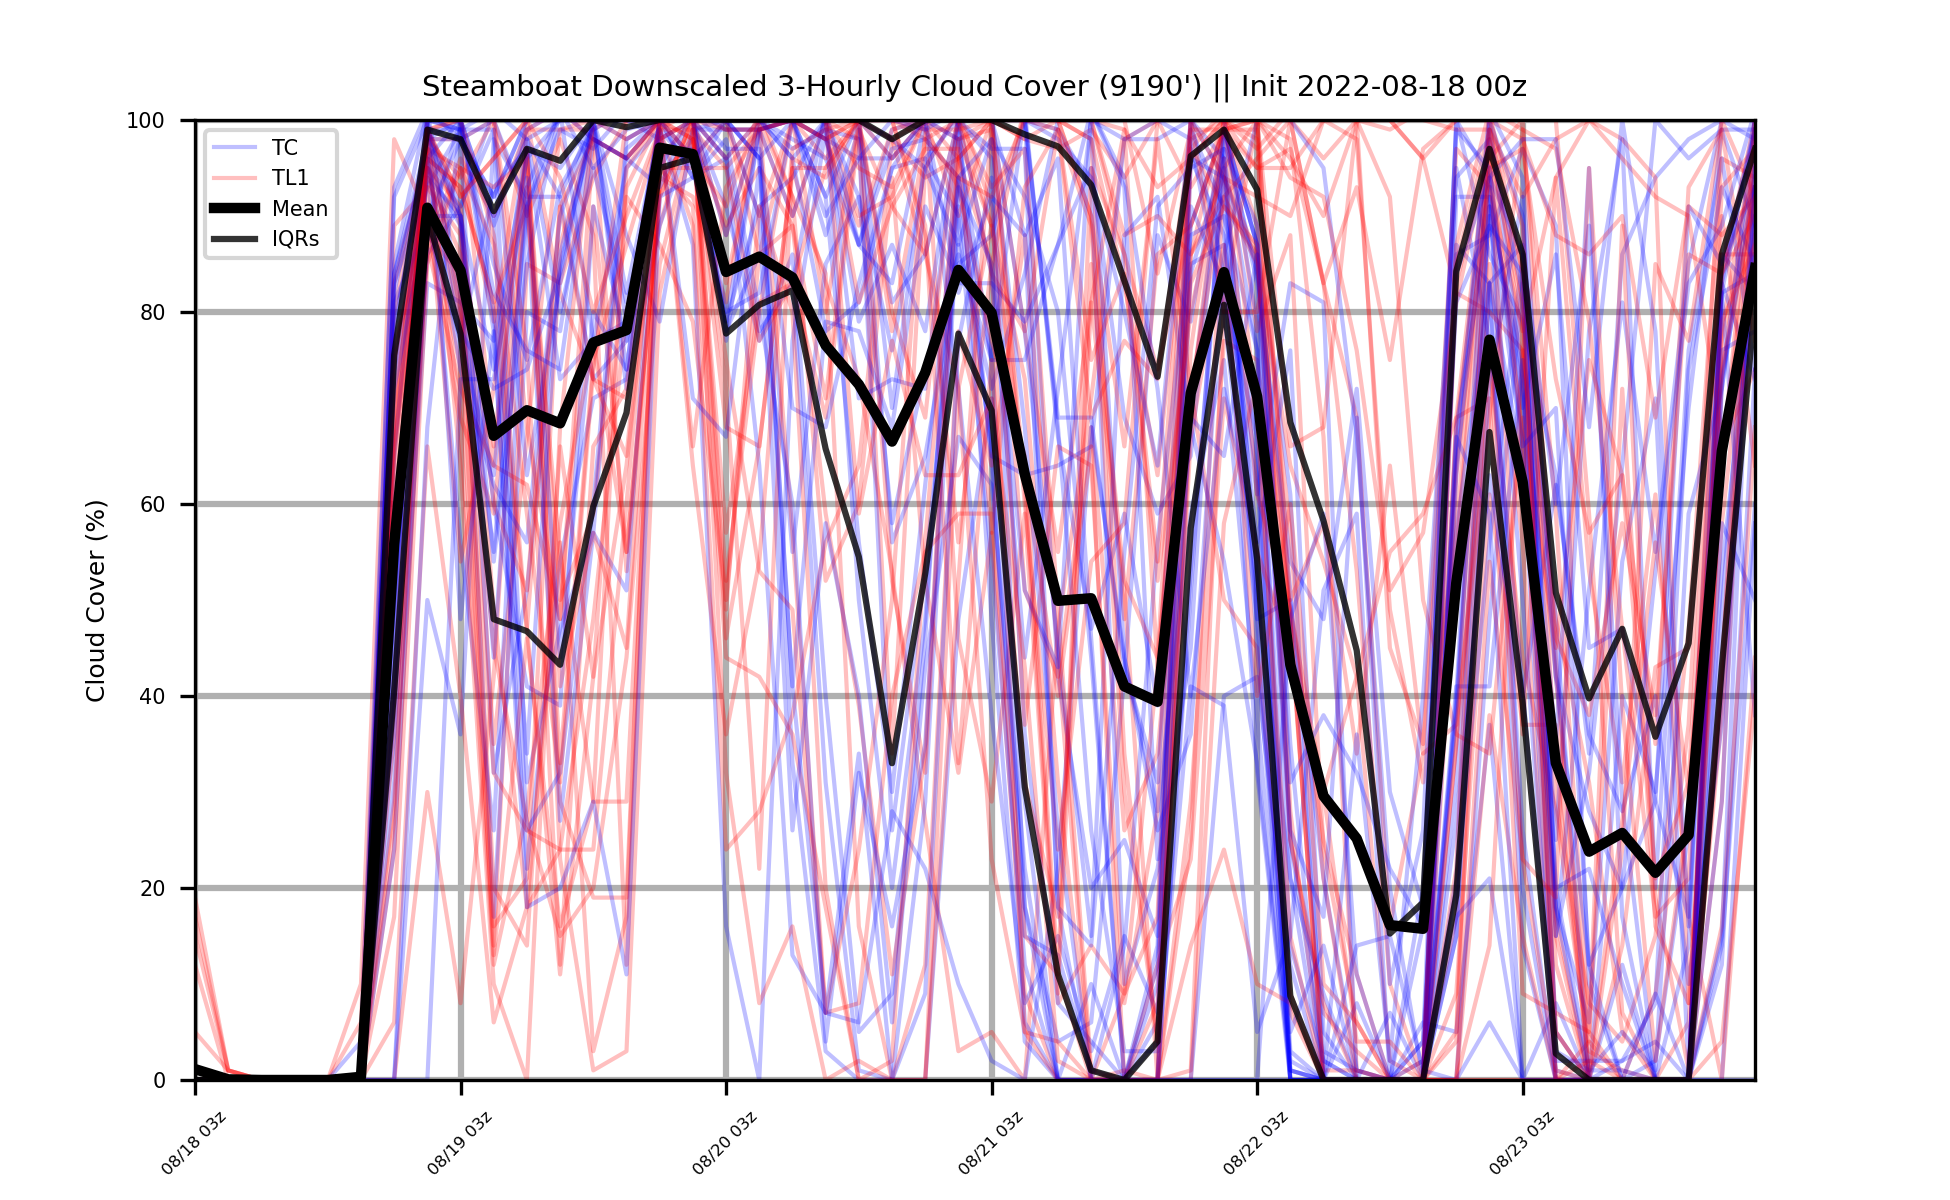 Steamboat Downscaled 3-Hourly Cloud Cover (9190') || Init 2022-08-18 00z
100
80
60
40
20
0
Cloud Cover (%)
TC
TL1
Mean
IQRs
08/18 03z
08/19 03z
08/20 03z
08/21 03z
08/22 03z
08/23 03z